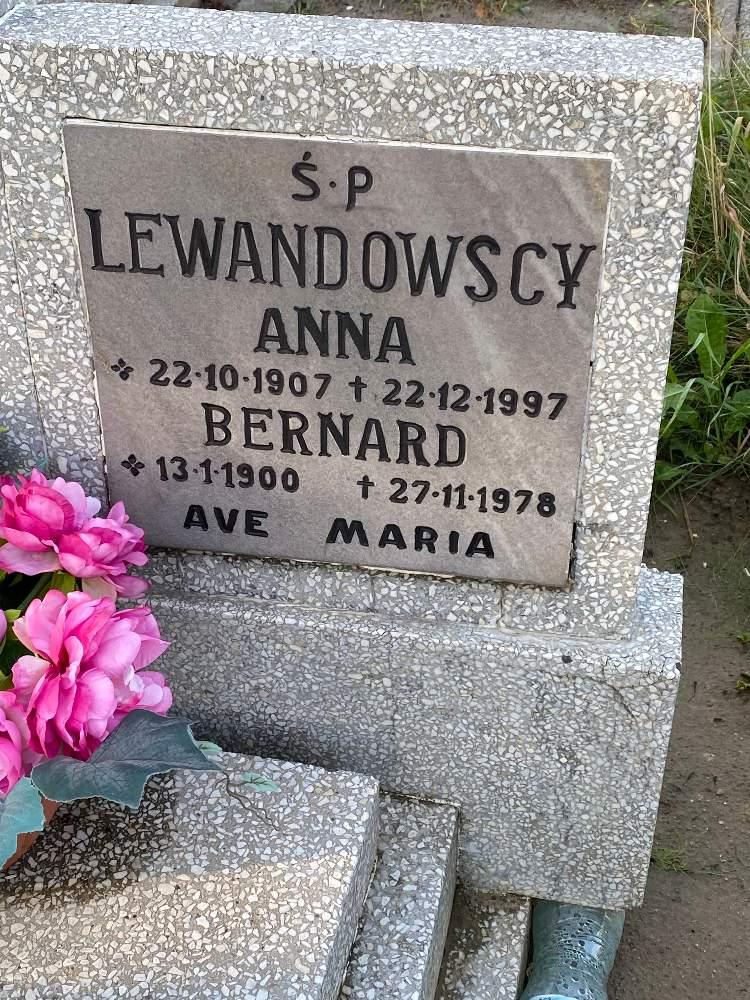 Ś·P
LEWANDOWSCY
ANNA
22·10·1907 † 22·12·1997
BERNARD
13·1·1900 † 27·11·1978
AVE MARIA